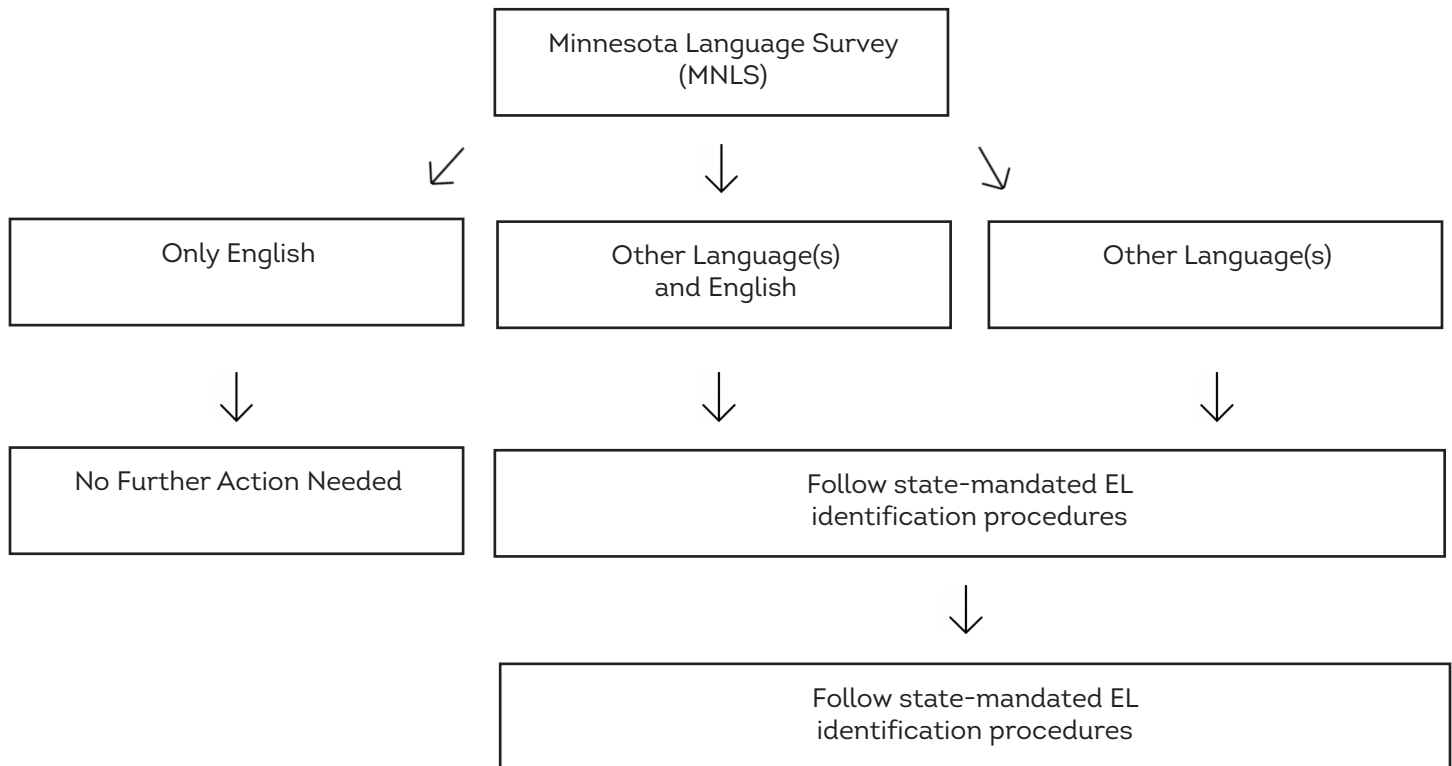 Minnesota Language Survey
(MNLS)
Only English
Other Language(s)
and English
Other Language(s)
No Further Action Needed
Follow state-mandated EL
identification procedures
Follow state-mandated EL
identification procedures